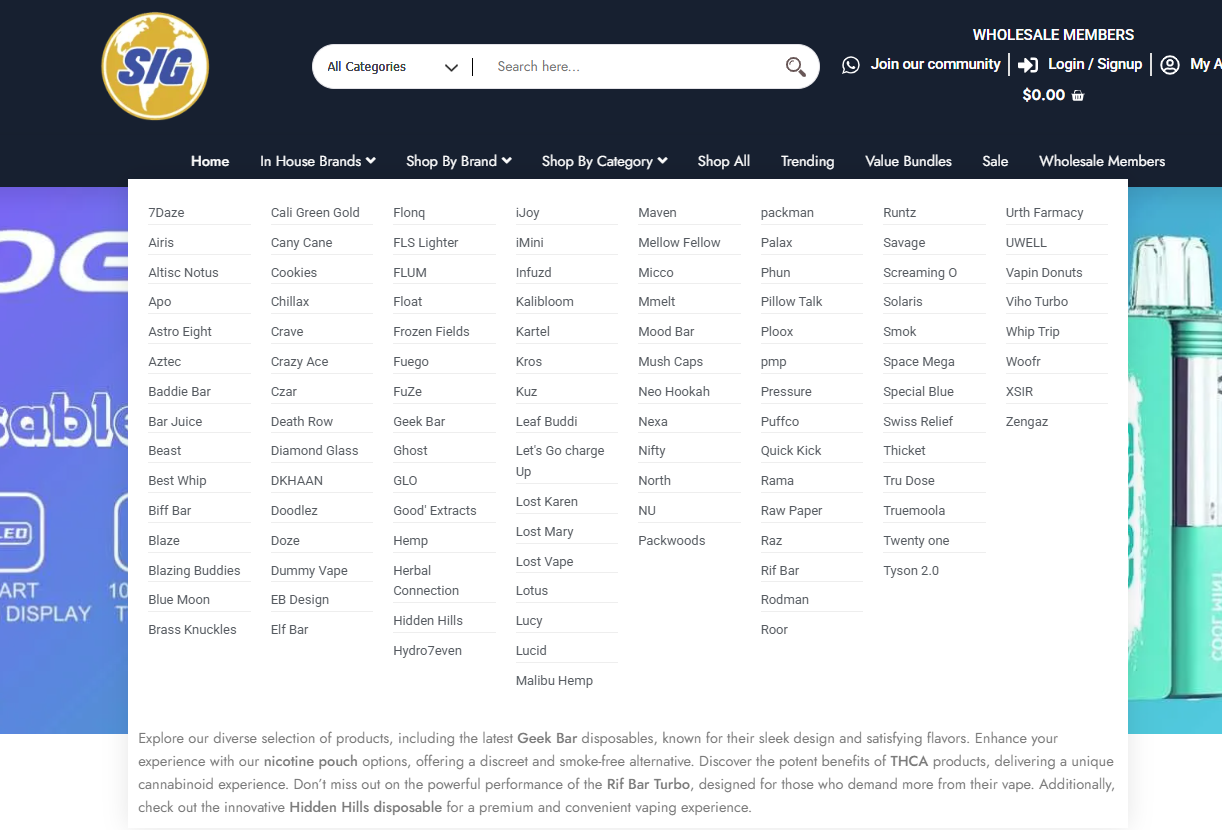 SIG
All Categories
Search here...
WHOLESALE MEMBERS
Join our community
Login / Signup
My A
$0.00
Home
In House Brands
Shop By Brand
Shop By Category
Shop All
Trending
Value Bundles
Sale
Wholesale Members
7Daze
Airis
Altisc Notus
Apo
Astro Eight
Aztec
Baddie Bar
Bar Juice
Beast
Best Whip
Biff Bar
Blaze
Blazing Buddies
Blue Moon
Brass Knuckles
Cali Green Gold
Cany Cane
Cookies
Chillax
Crave
Crazy Ace
Czar
Death Row
Diamond Glass
DKHAAN
Doodlez
Doze
Dummy Vape
EB Design
Elf Bar
Flonq
FLS Lighter
FLUM
Float
Frozen Fields
Fuego
FuZe
Geek Bar
Ghost
GLO
Good' Extracts
Hemp
Herbal
Connection
Hidden Hills
Hydro7even
iJoy
iMini
Infuzd
Kalibloom
Kartel
Kros
Kuz
Leaf Buddi
Let's Go charge
Up
Lost Karen
Lost Mary
Lost Vape
Lotus
Lucy
Lucid
Malibu Hemp
Maven
Mellow Fellow
Micco
Mmelt
Mood Bar
Mush Caps
Neo Hookah
Nexa
Nifty
North
NU
Packwoods
packman
Palax
Phun
Pillow Talk
Ploox
pmp
Pressure
Puffco
Quick Kick
Rama
Raw Paper
Raz
Rif Bar
Rodman
Roor
Runtz
Savage
Screaming O
Solaris
Smok
Space Mega
Special Blue
Swiss Relief
Thicket
Tru Dose
Truemoola
Twenty one
Tyson 2.0
Urth Farmacy
UWELL
Vapin Donuts
Viho Turbo
Whip Trip
Woofr
XSIR
Zengaz
sable
LED
ART
DISPLAY
10
T
COOL MINT
Explore our diverse selection of products, including the latest Geek Bar disposables, known for their sleek design and satisfying flavors. Enhance your
experience with our nicotine pouch options, offering a discreet and smoke-free alternative. Discover the potent benefits of THCA products, delivering a unique
cannabinoid experience. Don't miss out on the powerful performance of the Rif Bar Turbo, designed for those who demand more from their vape. Additionally,
check out the innovative Hidden Hills disposable for a premium and convenient vaping experience.